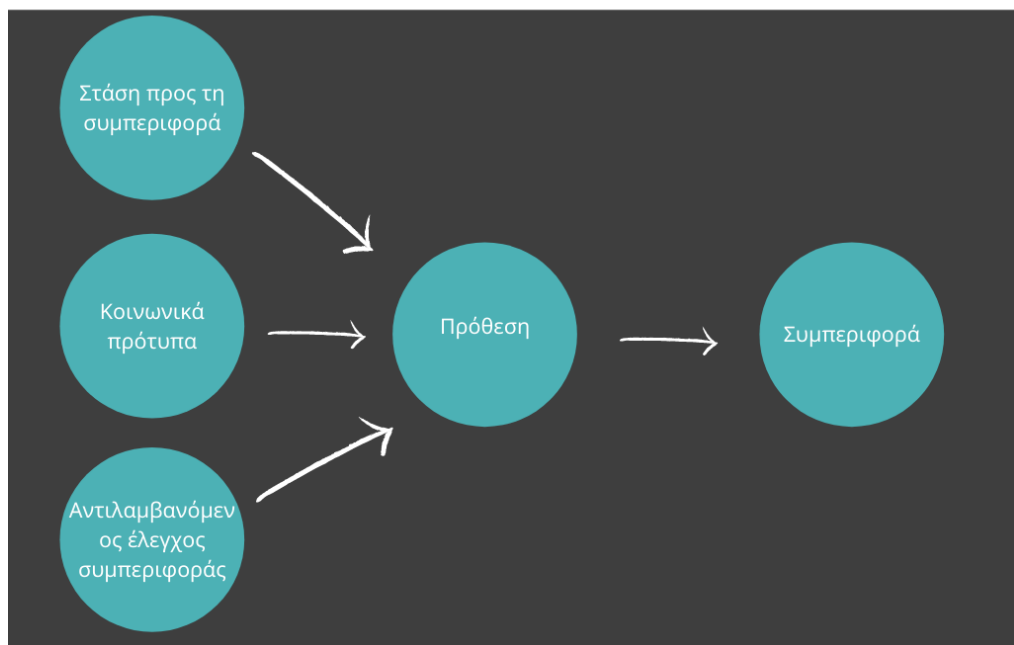 Στάση προς τη
συμπεριφορά
Κοινωνικά
πρότυπα
Αντιλαμβανόμεν
ος έλεγχος
συμπεριφοράς
Πρόθεση
Συμπεριφορά